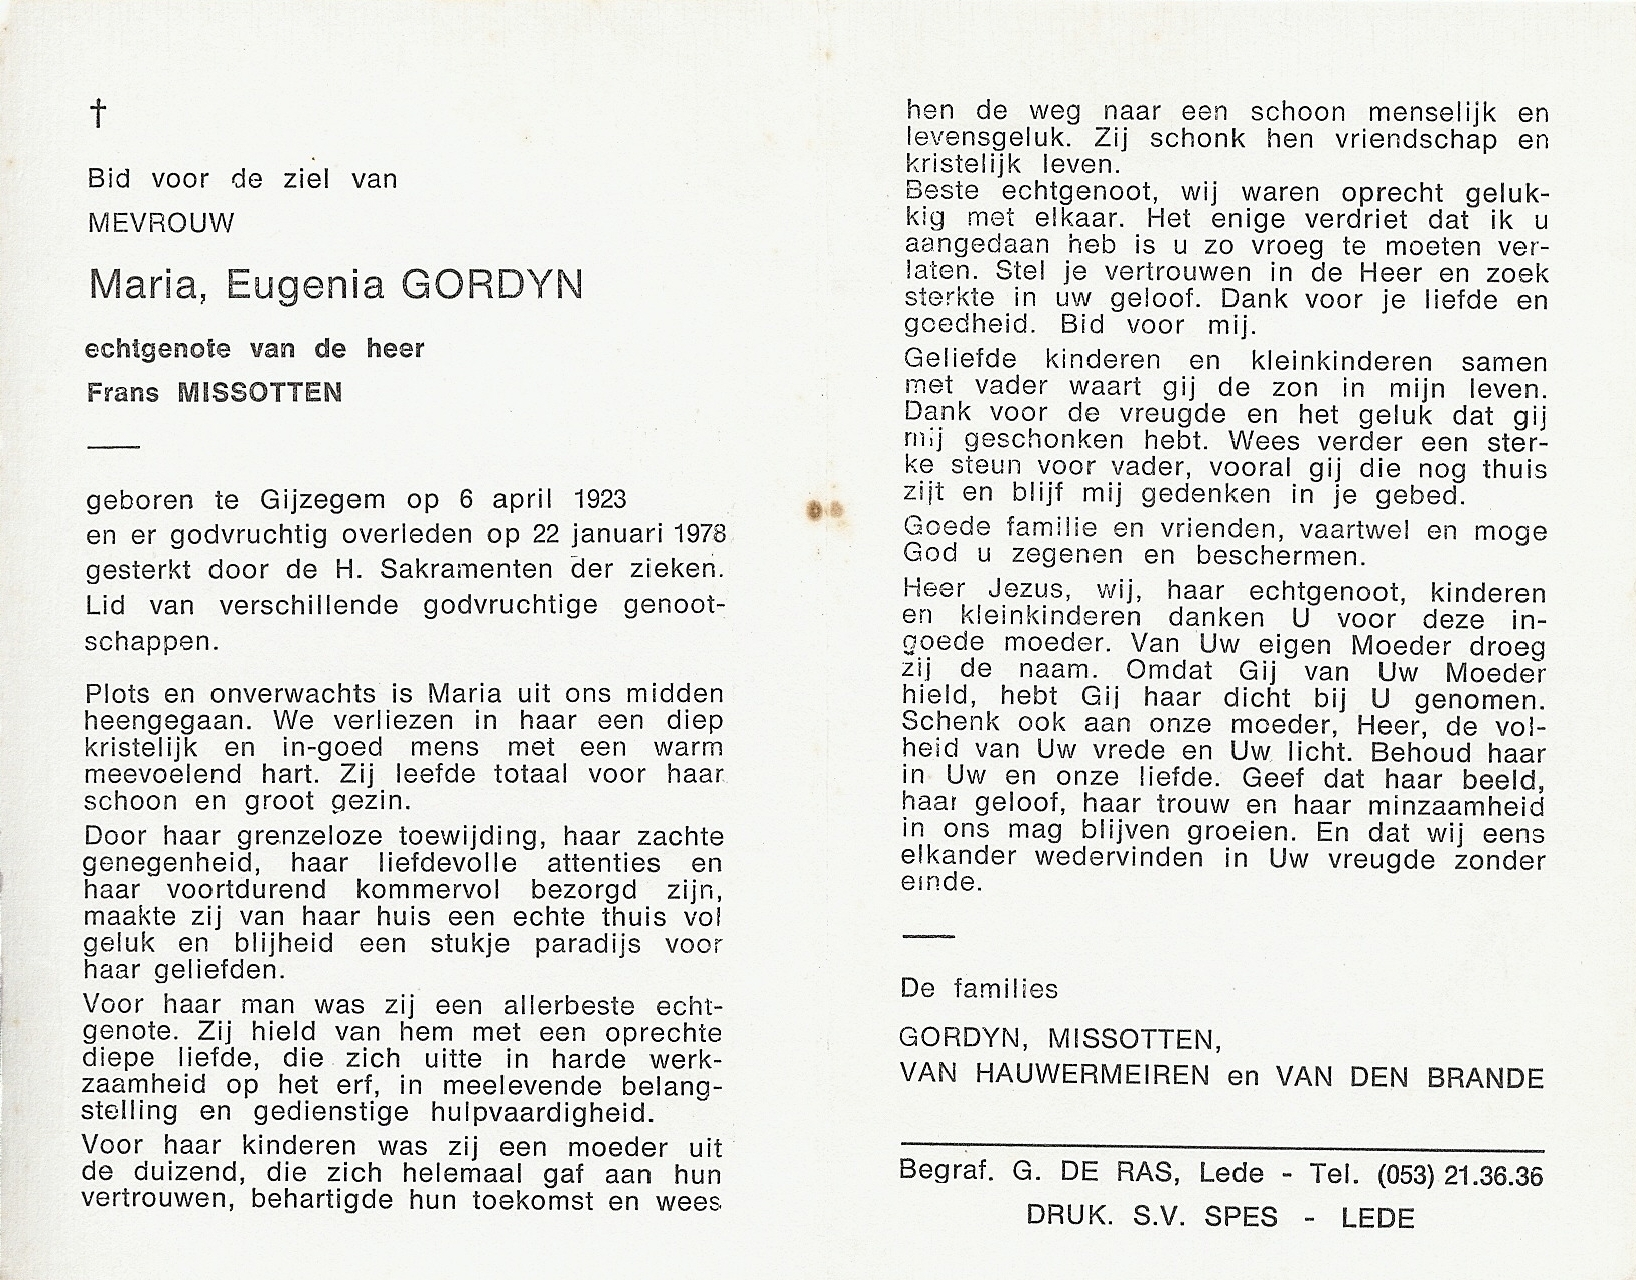 †
Bid voor de ziel van
MEVROUW
Maria, Eugenia GORDYN
echtgenote van de heer
Frans MISSOTTEN
geboren te Gijzegem op 6 april 1923
en er godvruchtig overleden op 22 januari 1978
gesterkt door de H. Sakramenten der zieken.
Lid van verschillende godvruchtige genoot-
schappen.
Plots en onverwachts is Maria uit ons midden
heengegaan. We verliezen in haar een diep
kristelijk en in-goed mens met een warm
meevoelend hart. Zij leefde totaal voor haar
schoon en groot gezin.
Door haar grenzeloze toewijding, haar zachte
genegenheid, haar liefdevolle attenties en
haar voortdurend kommervol bezorgd zijn,
maakte zij van haar huis een echte thuis vol
geluk en blijheid een stukje paradijs voor
haar geliefden.
Voor haar man was zij een allerbeste echt-
genote. Zij hield van hem met een oprechte
diepe liefde, die zich uitte in harde werk-
zaamheid op het erf, in meelevende belang-
stelling en gedienstige hulpvaardigheid.
Voor haar kinderen was zij een moeder uit
de duizend, die zich helemaal gaf aan hun
vertrouwen, behartigde hun toekomst en wees
hen de weg naar een schoon menselijk en
levensgeluk. Zij schonk hen vriendschap en
kristelijk leven.
Beste echtgenoot, wij waren oprecht geluk-
kig met elkaar. Het enige verdriet dat ik u
aangedaan heb is u zo vroeg te moeten ver-
laten. Stel je vertrouwen in de Heer en zoek
sterkte in uw geloof. Dank voor je liefde en
goedheid. Bid voor mij.
Geliefde kinderen en kleinkinderen samen
met vader waart gij de zon in mijn leven.
Dank voor de vreugde en het geluk dat gij
mij geschonken hebt. Wees verder een ster-
ke steun voor vader, vooral gij die nog thuis
zijt en blijf mij gedenken in je gebed.
Goede familie en vrienden, vaartwel en moge
God u zegenen en beschermen.
Heer Jezus, wij, haar echtgenoot, kinderen
en kleinkinderen danken U voor deze in-
goede moeder. Van Uw eigen Moeder droeg
zij de naam. Omdat Gij van Uw Moeder
hield, hebt Gij haar dicht bij U genomen.
Schenk ook aan onze moeder, Heer, de vol-
heid van Uw vrede en Uw licht. Behoud haar
in Uw en onze liefde. Geef dat haar beeld,
haar geloof, haar trouw en haar minzaamheid
in ons mag blijven groeien. En dat wij eens
elkander wedervinden in Uw vreugde zonder
einde.
De families
GORDYN, MISSOTTEN,
VAN HAUWERMEIREN en VAN DEN BRANDE
Begraf. G. DE RAS, Lede - Tel. (053) 21.36.36
DRUK. S.V. SPES - LEDE